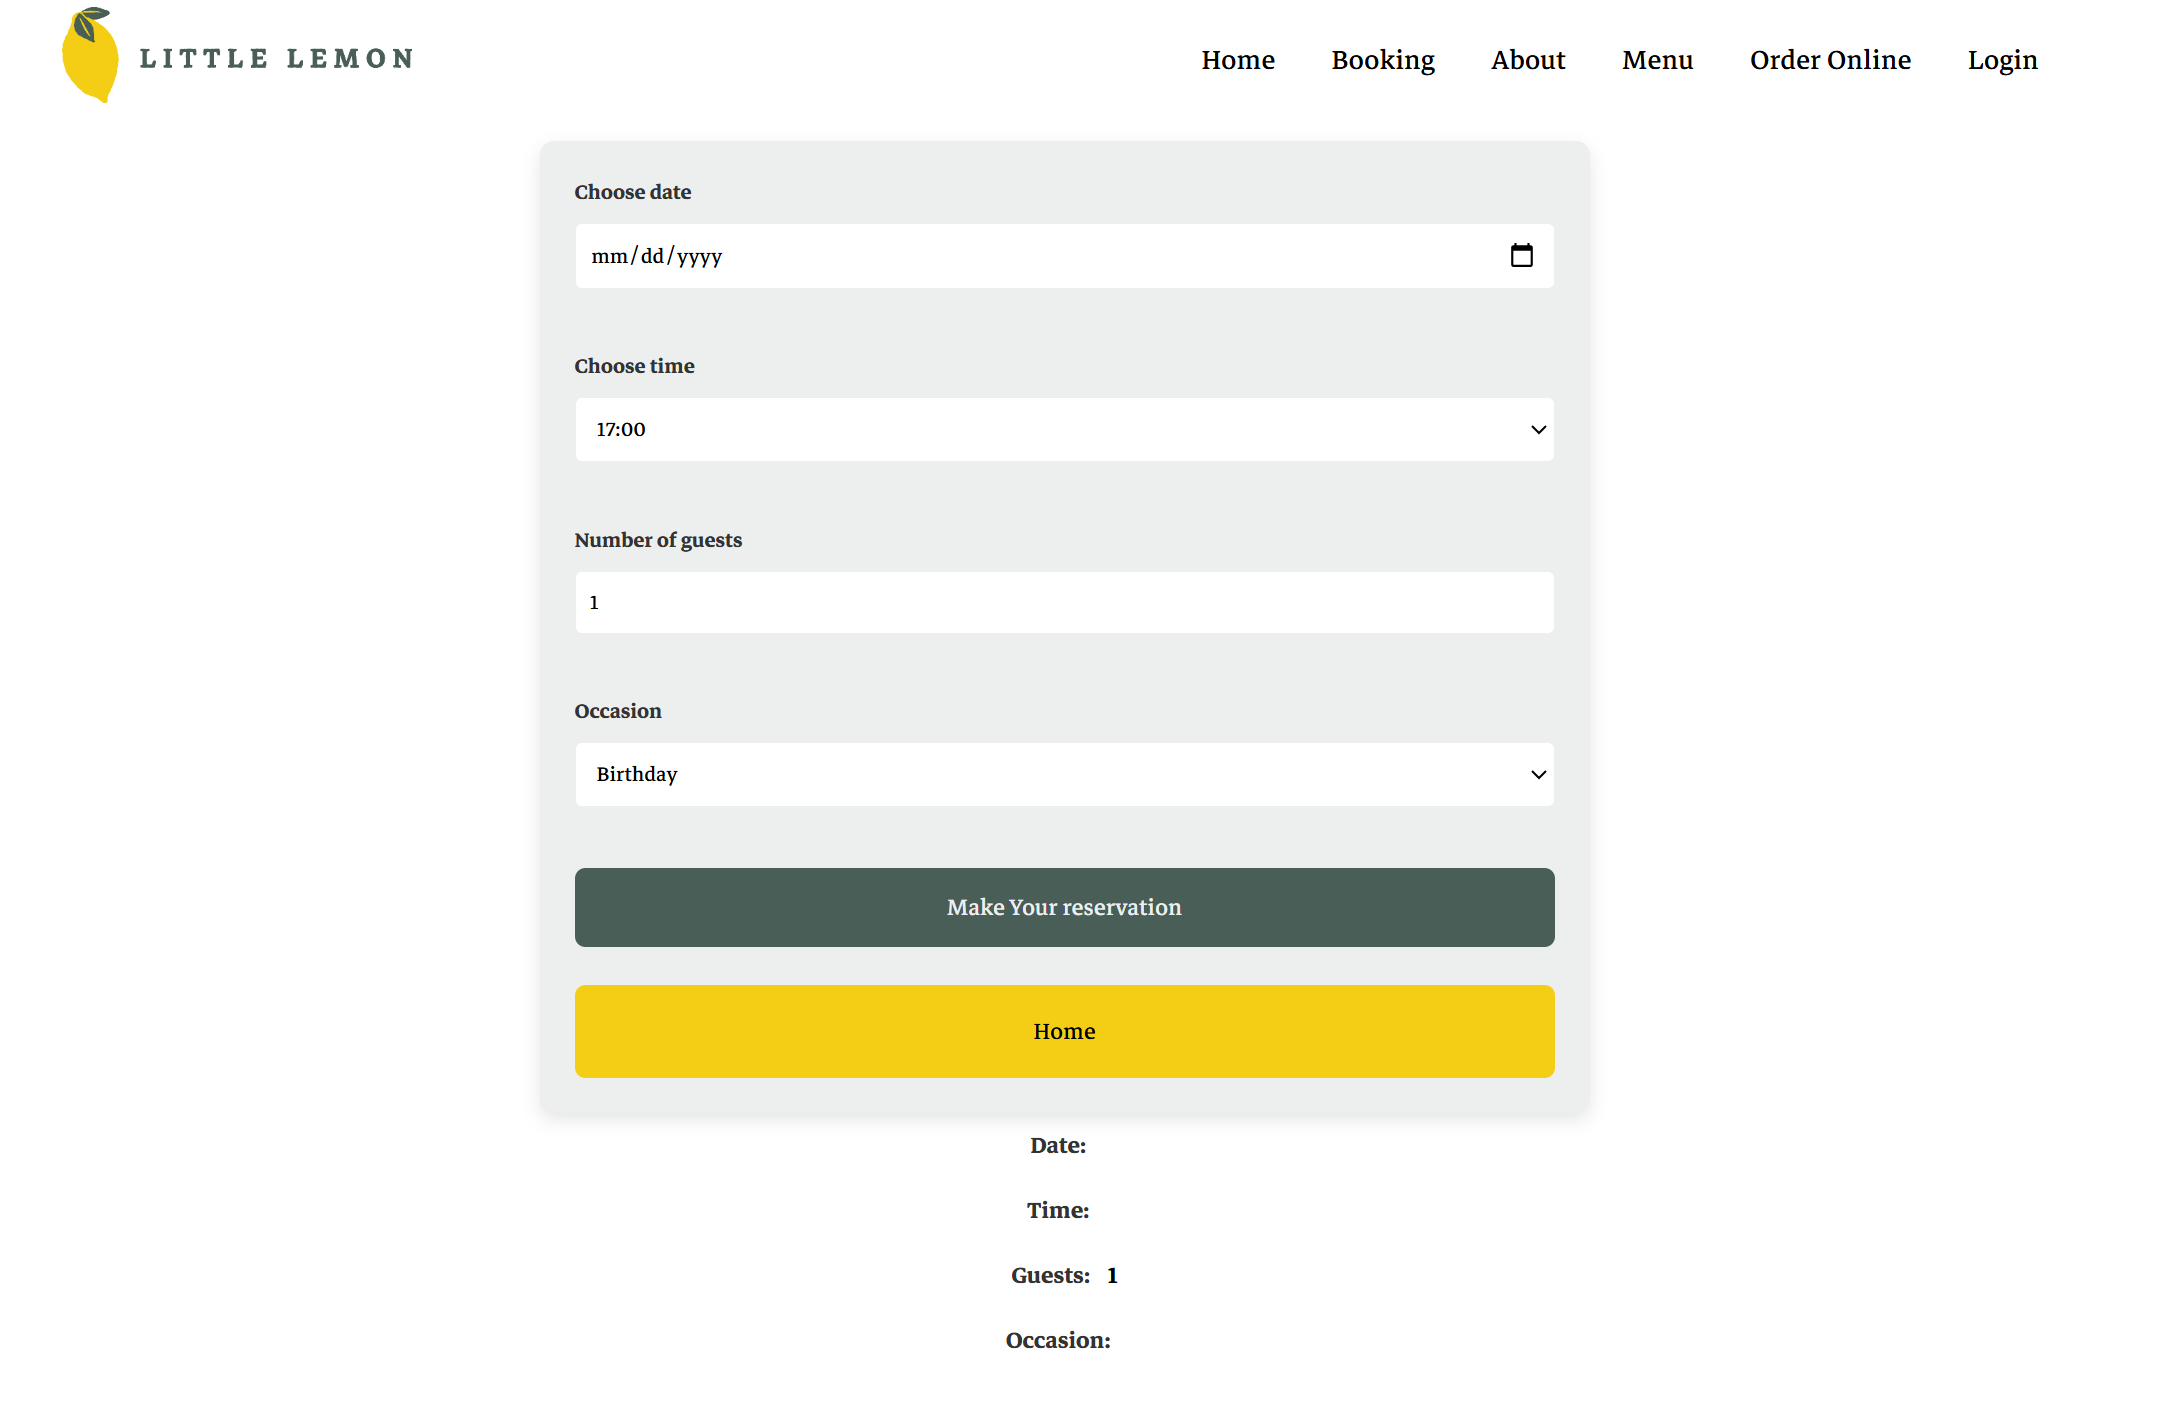 LITTLE LEMON
Home Booking About Menu Order Online Login
Choose date
mm/dd/yyyy
Choose time
17:00
Number of guests
1
Occasion
Birthday
Make Your reservation
Home
Date:
Time:
Guests: 1
Occasion: